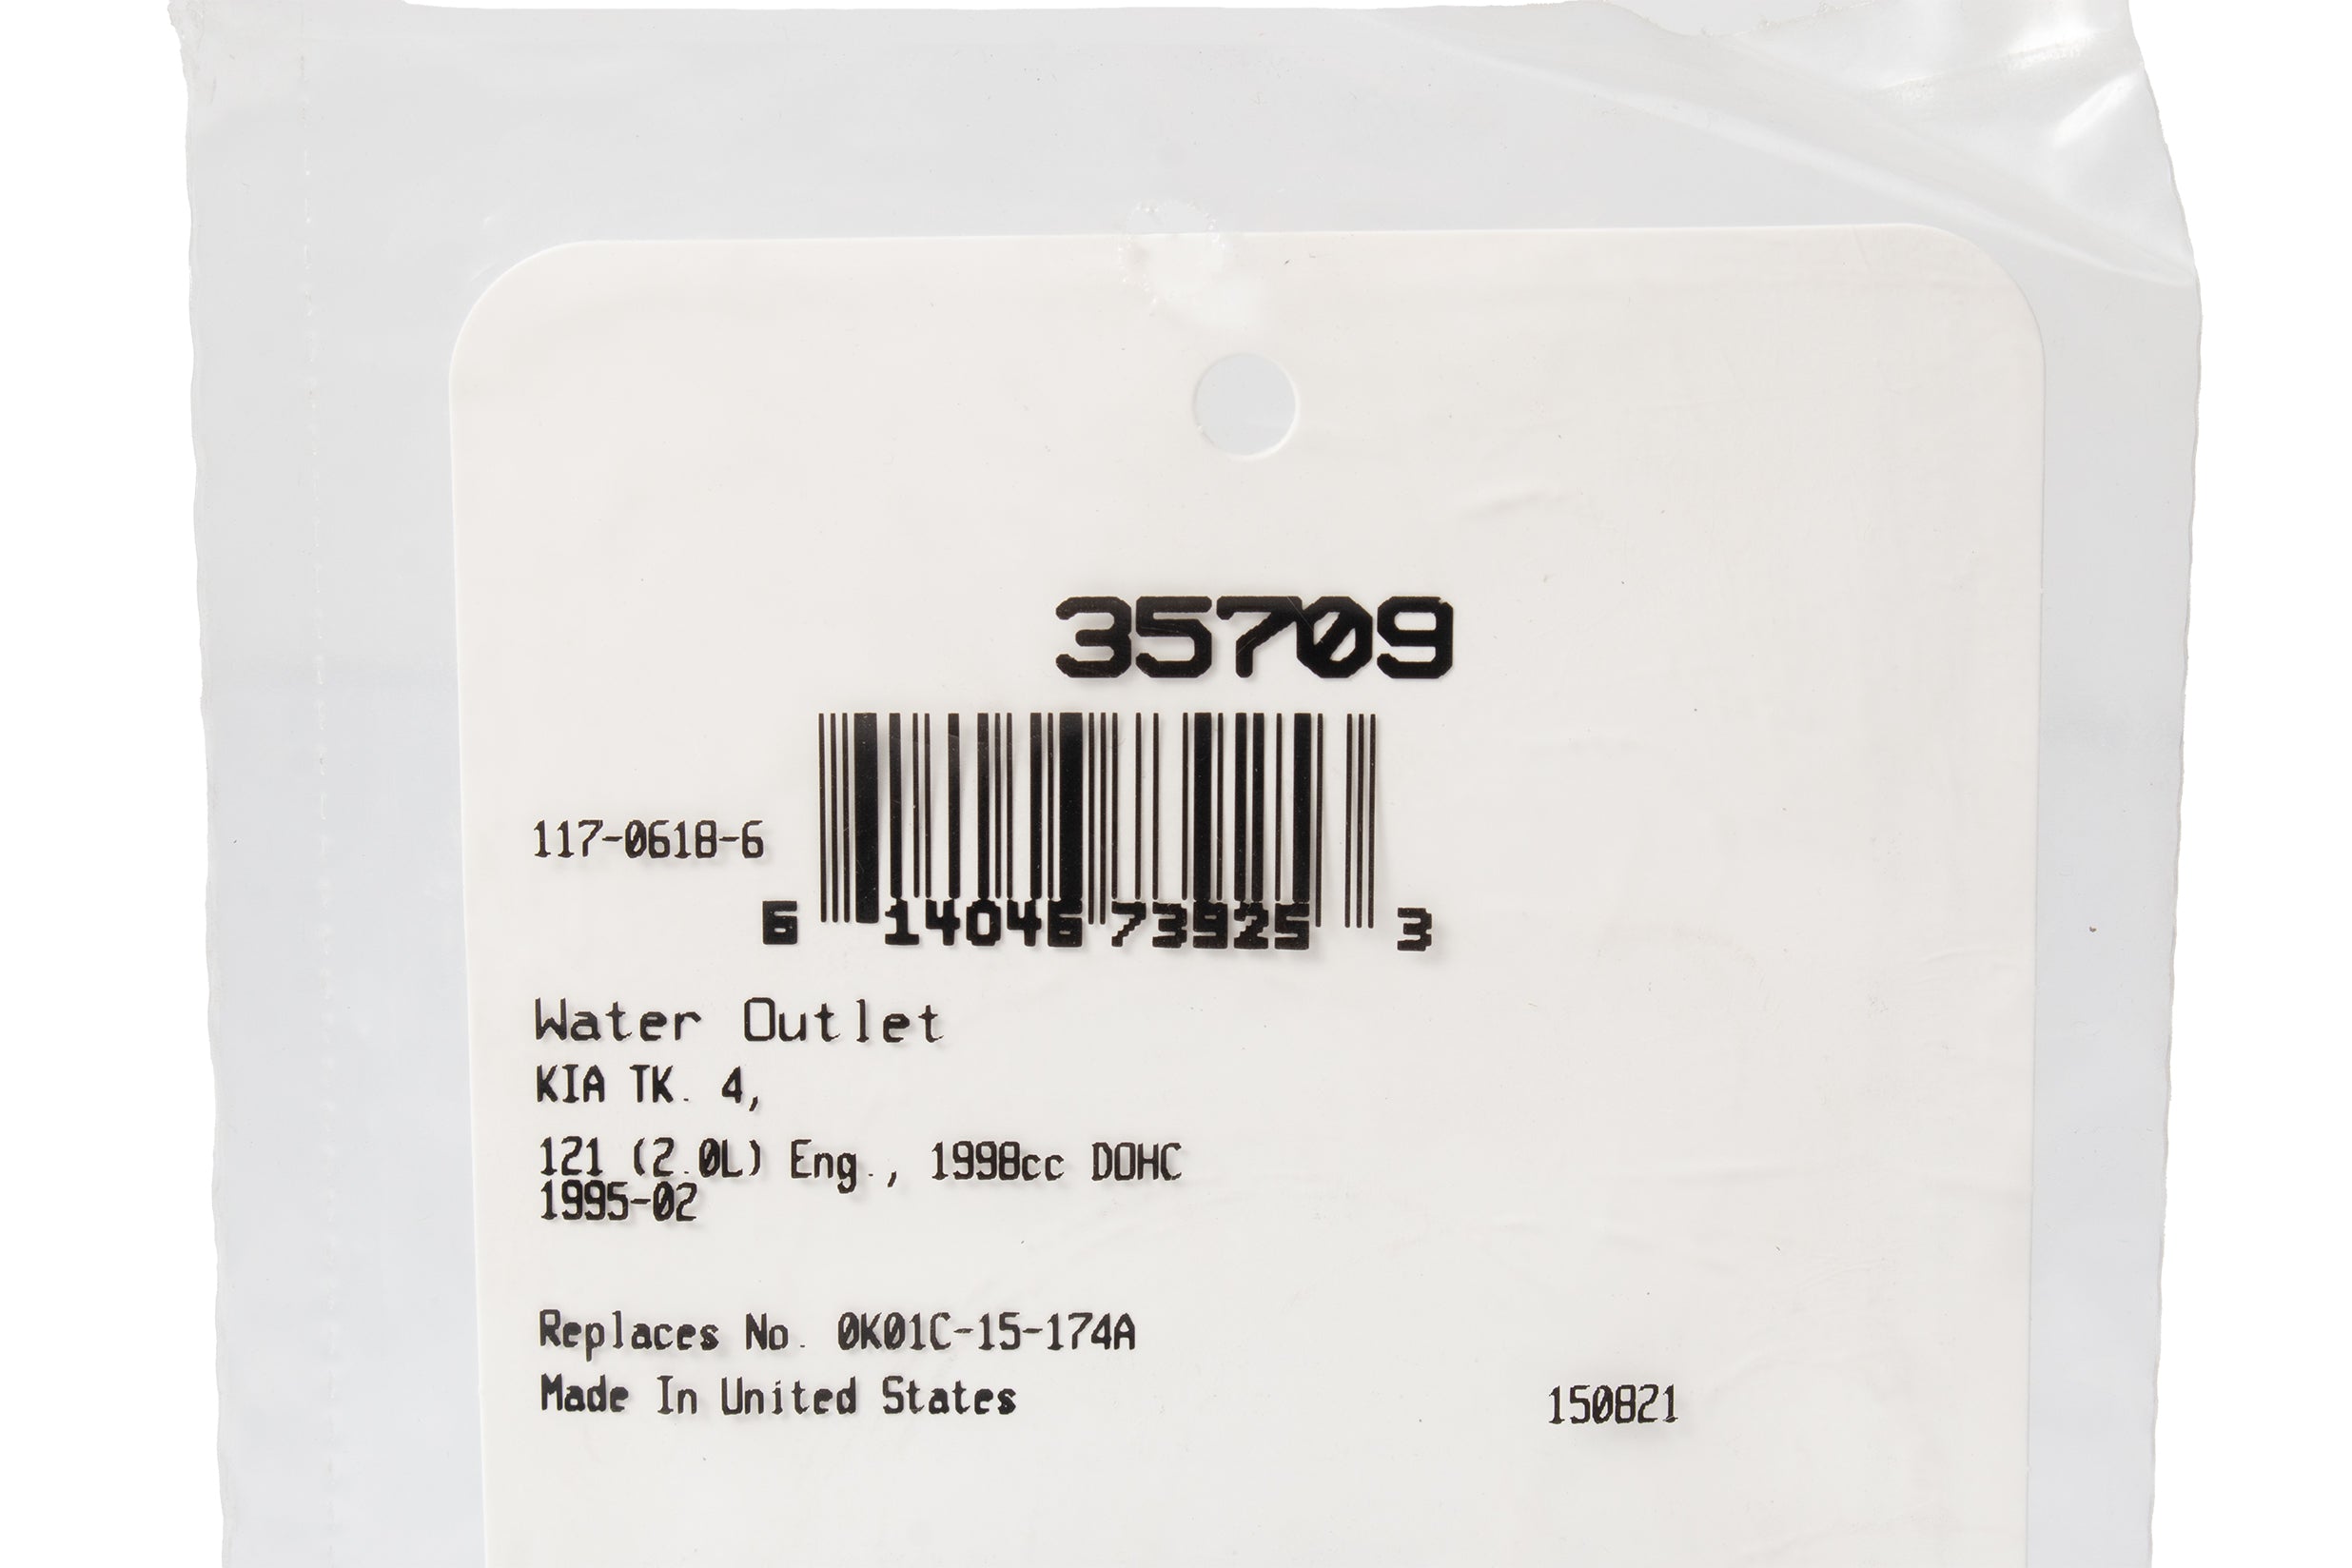 35709
117-0618-6
6 14046 73925 3
Water Outlet
KIA TK. 4,
121 (2.0L) Eng., 1998cc DOHC
1995-02
Replaces No. 0K01C-15-174A
Made In United States
150821